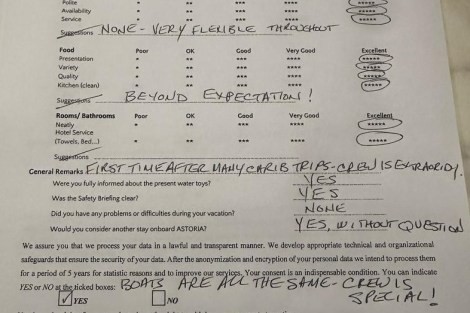 Polite *****
Availability * ** *** **** *****
Service * ** *** **** *****
Suggestions NONE - VERY FLEXIBLE THROUGHOUT
Food Poor OK Good Very Good Excellent
Presentation * ** *** **** *****
Variety * ** *** **** *****
Quality * ** *** **** *****
Kitchen (clean) * ** *** **** *****
Suggestions BEYOND EXPECTATION!
Rooms/ Bathrooms Poor OK Good Very Good Excellent
Neatly * ** *** **** *****
Hotel Service
(Towels, Bed...) * ** *** **** *****
Suggestions
General Remarks FIRST TIME AFTER MANY CARIB TRIPS - CREW IS EXTRAORIDY.
Were you fully informed about the present water toys? YES
Was the Safety Briefing clear? YES
Did you have any problems or difficulties during your vacation? NONE
Would you consider another stay onboard ASTORIA? YES, WITHOUT QUESTION
We assure you that we process your data in a lawful and transparent manner. We develop appropriate technical and organizational
safeguards that ensure the security of your data. After the anonymization and encryption of your personal data we intend to process them
for a period of 5 years for statistic reasons and to improve our services. Your consent is an indispensable condition. You can indicate
YES or NO at the ticked boxes: BOATS ARE ALL THE SAME - CREW IS
YES NO SPECIAL!